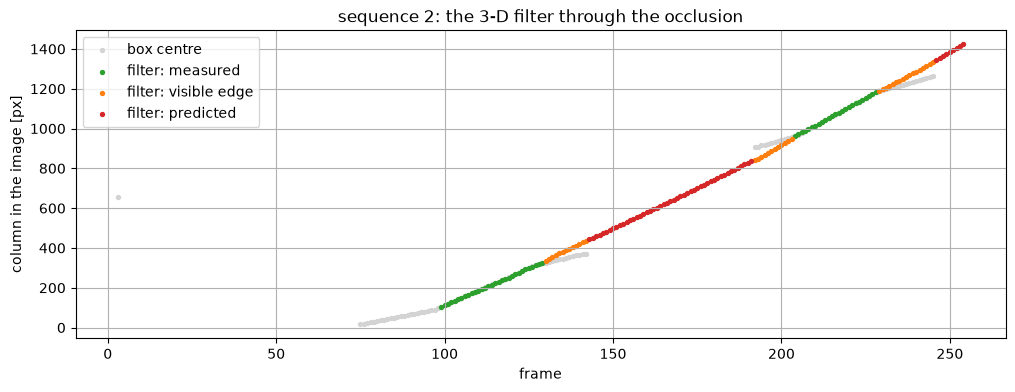 sequence 2: the 3-D filter through the occlusion
box centre
filter: measured
filter: visible edge
filter: predicted
column in the image [px]
1400
1200
1000
800
600
400
200
0
0 50 100 150 200 250
frame